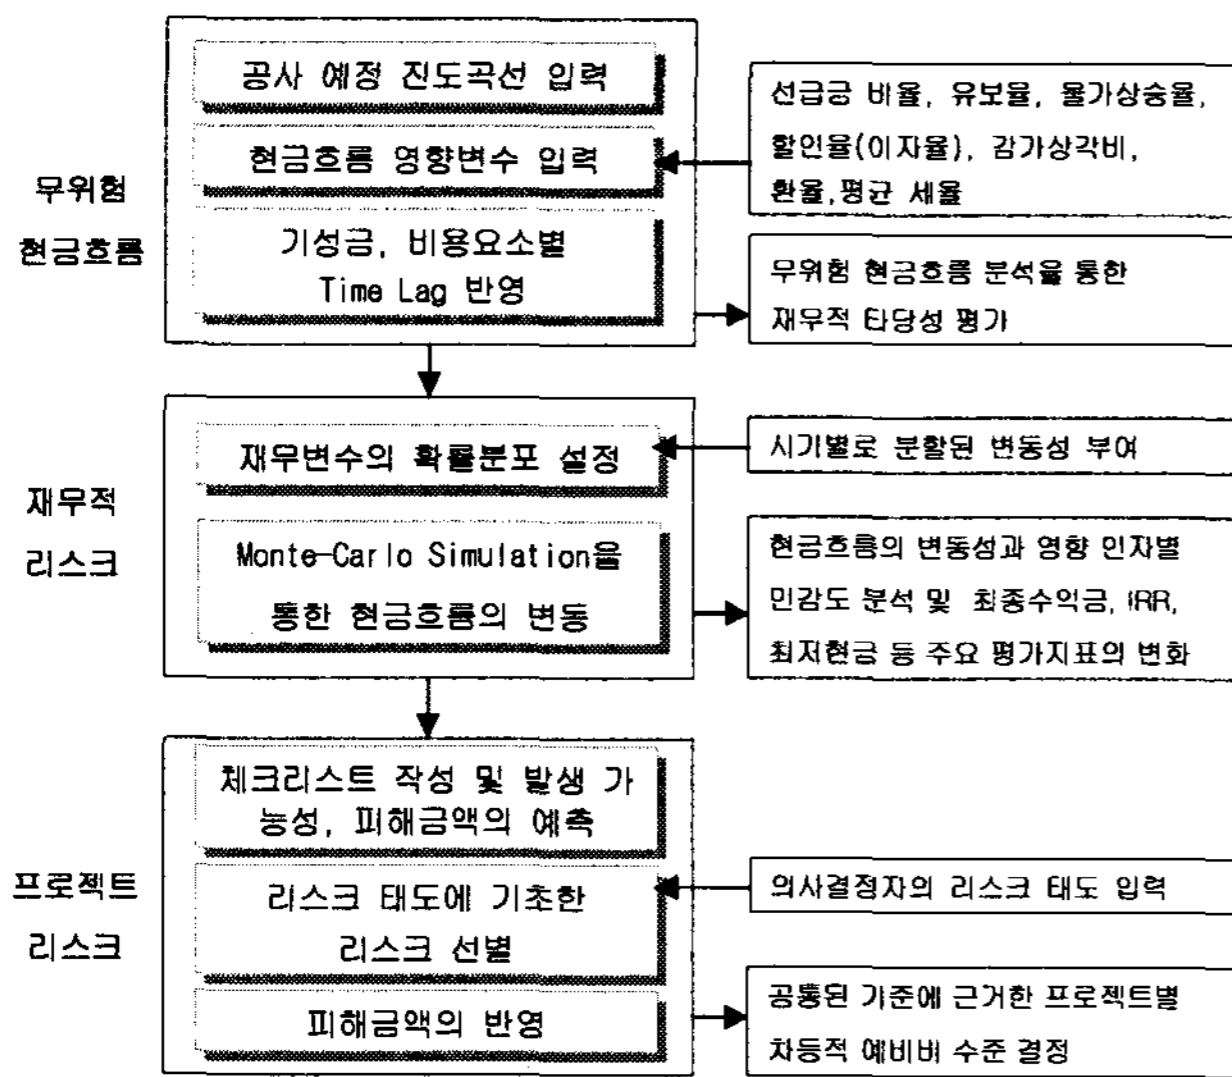 공사 예정 진도곡선 입력
현금흐름 영향변수 입력
기성금, 비용요소별
Time Lag 반영
무위험
현금흐름
선급금 비율, 유보율, 물가상승율,
할인율(이자율), 감가상각비,
환율,평균 세율
무위험 현금흐름 분석을 통한
재무적 타당성 평가
재무변수의 확률분포 설정
Monte-Carlo Simulation을
통한 현금흐름의 변동
재무적
리스크
시기별로 분할된 변동성 부여
현금흐름의 변동성과 영향 인자별
민감도 분석 및 최종수익금, IRR,
최저현금 등 주요 평가지표의 변화
체크리스트 작성 및 발생 가
능성, 피해금액의 예측
리스크 태도에 기초한
리스크 선별
피해금액의 반영
프로젝트
리스크
의사결정자의 리스크 태도 입력
공통된 기준에 근거한 프로젝트별
차등적 예비비 수준 결정